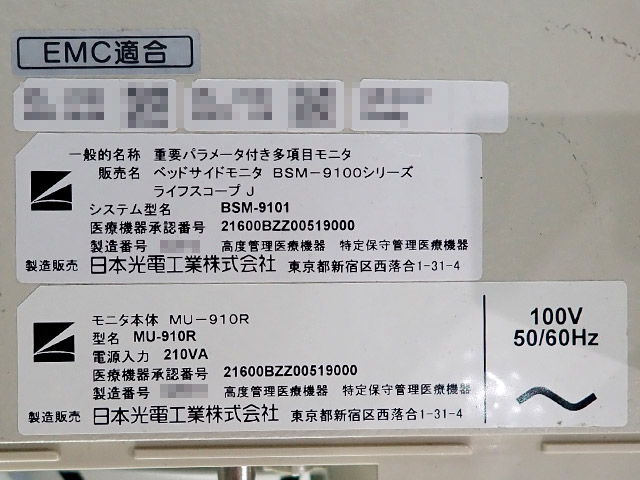 EMC適合
一般的名称 重要パラメータ付き多項目モニタ
販売名 ベッドサイドモニタ BSM-9100シリーズ
ライフスコープ J
システム型名 BSM-9101
医療機器承認番号 21600BZZ00519000
製造番号 高度管理医療機器 特定保守管理医療機器
製造販売 日本光電工業株式会社 東京都新宿区西落合1-31-4
モニタ本体 MU-910R
型名 MU-910R
電源入力 210VA
医療機器承認番号 21600BZZ00519000
製造番号 高度管理医療機器 特定保守管理医療機器
製造販売 日本光電工業株式会社 東京都新宿区西落合1-31-4
100V
50/60Hz